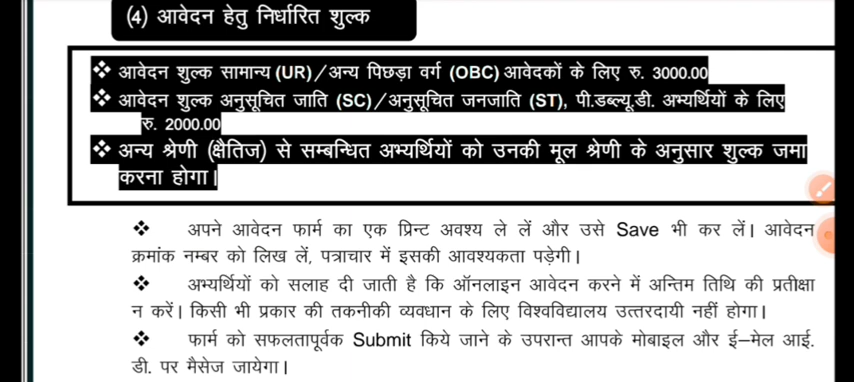 (4) आवेदन हेतु निर्धारित शुल्क
❖ आवेदन शुल्क सामान्य (UR)/अन्य पिछड़ा वर्ग (OBC) आवेदकों के लिए रु. 3000.00
❖ आवेदन शुल्क अनुसूचित जाति (SC)/अनुसूचित जनजाति (ST), पी.डब्ल्यू.डी. अभ्यर्थियों के लिए
रु. 2000.00
❖ अन्य श्रेणी (क्षैतिज) से सम्बन्धित अभ्यर्थियों को उनकी मूल श्रेणी के अनुसार शुल्क जमा
करना होगा।
❖ अपने आवेदन फार्म का एक प्रिन्ट अवश्य ले लें और उसे Save भी कर लें। आवेदन
क्रमांक नम्बर को लिख लें, पत्राचार में इसकी आवश्यकता पड़ेगी।
❖ अभ्यर्थियों को सलाह दी जाती है कि ऑनलाइन आवेदन करने में अन्तिम तिथि की प्रतीक्षा
न करें। किसी भी प्रकार की तकनीकी व्यवधान के लिए विश्वविद्यालय उत्तरदायी नहीं होगा।
❖ फार्म को सफलतापूर्वक Submit किये जाने के उपरान्त आपके मोबाइल और ई–मेल आई.
डी. पर मैसेज जायेगा।